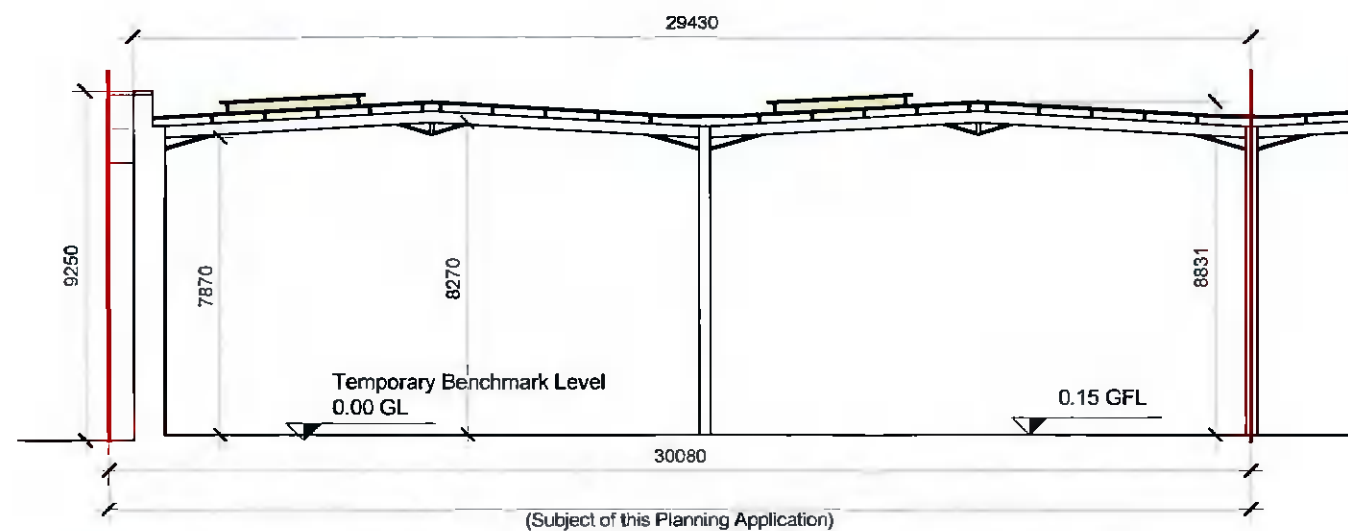 29430
9250
7870
8270
8831
Temporary Benchmark Level
0.00 GL
0.15 GFL
30080
(Subject of this Planning Application)